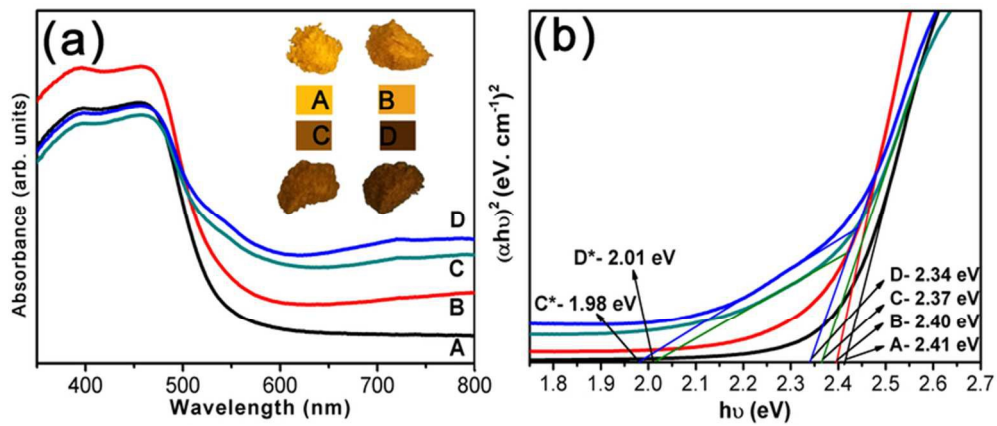 (a)
A B
C D
D
C
B
A
Absorbance (arb. units)
400 500 600 700 800
Wavelength (nm)
(b)
(αhυ)² (eV. cm⁻¹)²
D*- 2.01 eV
C*- 1.98 eV
D- 2.34 eV
C- 2.37 eV
B- 2.40 eV
A- 2.41 eV
1.8 1.9 2.0 2.1 2.2 2.3 2.4 2.5 2.6 2.7
hυ (eV)